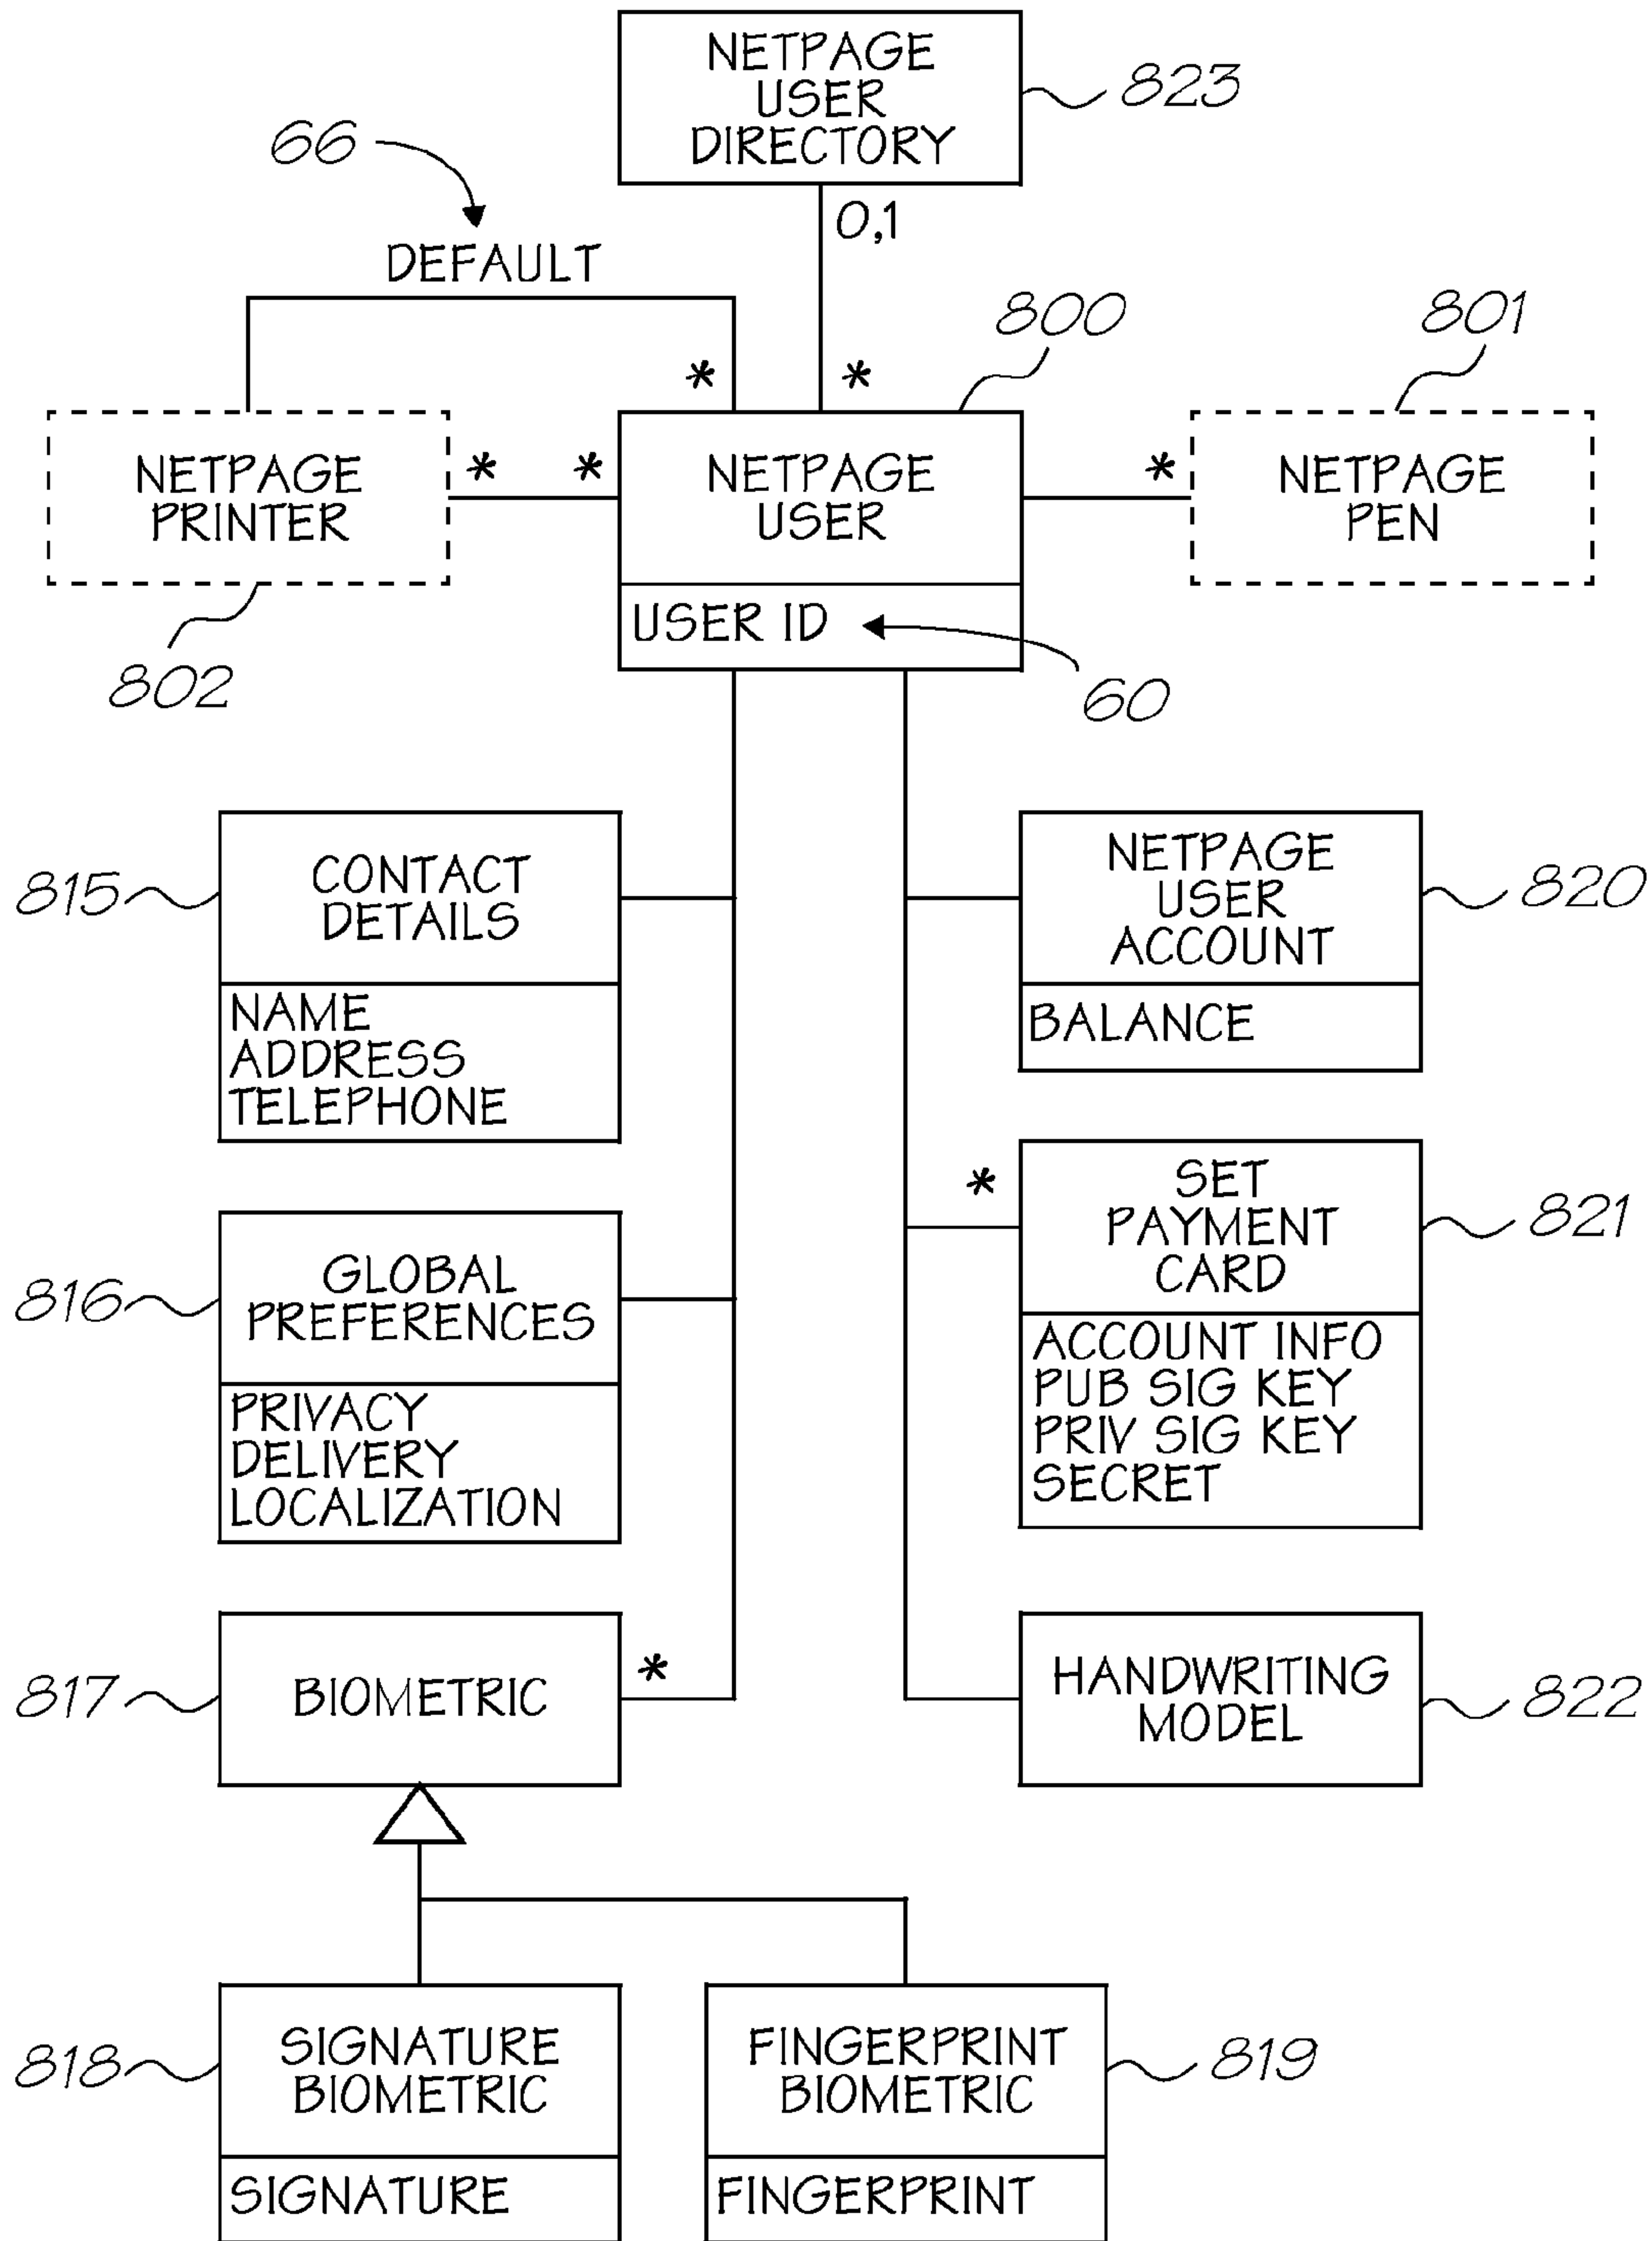 NETPAGE
USER
DIRECTORY
823
66
0,1
DEFAULT
800
801
*
*
NETPAGE
PRINTER
*
*
NETPAGE
USER
*
NETPAGE
PEN
USER ID
802
60
815
CONTACT
DETAILS
NAME
ADDRESS
TELEPHONE
NETPAGE
USER
ACCOUNT
820
BALANCE
816
GLOBAL
PREFERENCES
PRIVACY
DELIVERY
LOCALIZATION
*
SET
PAYMENT
CARD
821
ACCOUNT INFO
PUB SIG KEY
PRIV SIG KEY
SECRET
817
BIOMETRIC
*
HANDWRITING
MODEL
822
818
SIGNATURE
BIOMETRIC
SIGNATURE
FINGERPRINT
BIOMETRIC
819
FINGERPRINT